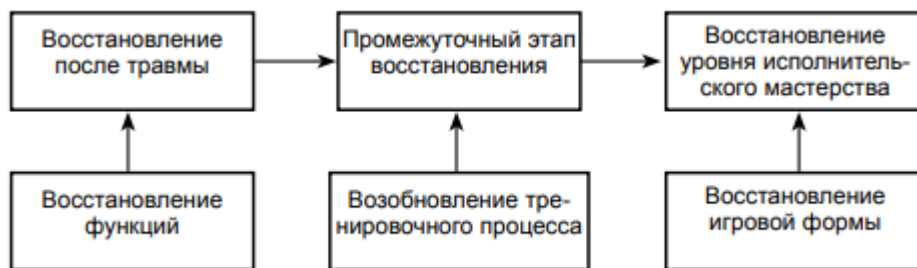 Восстановление
после травмы
Промежуточный этап
восстановления
Восстановление
уровня исполнитель-
ского мастерства
Восстановление
функций
Возобновление тре-
нировочного процесса
Восстановление
игровой формы